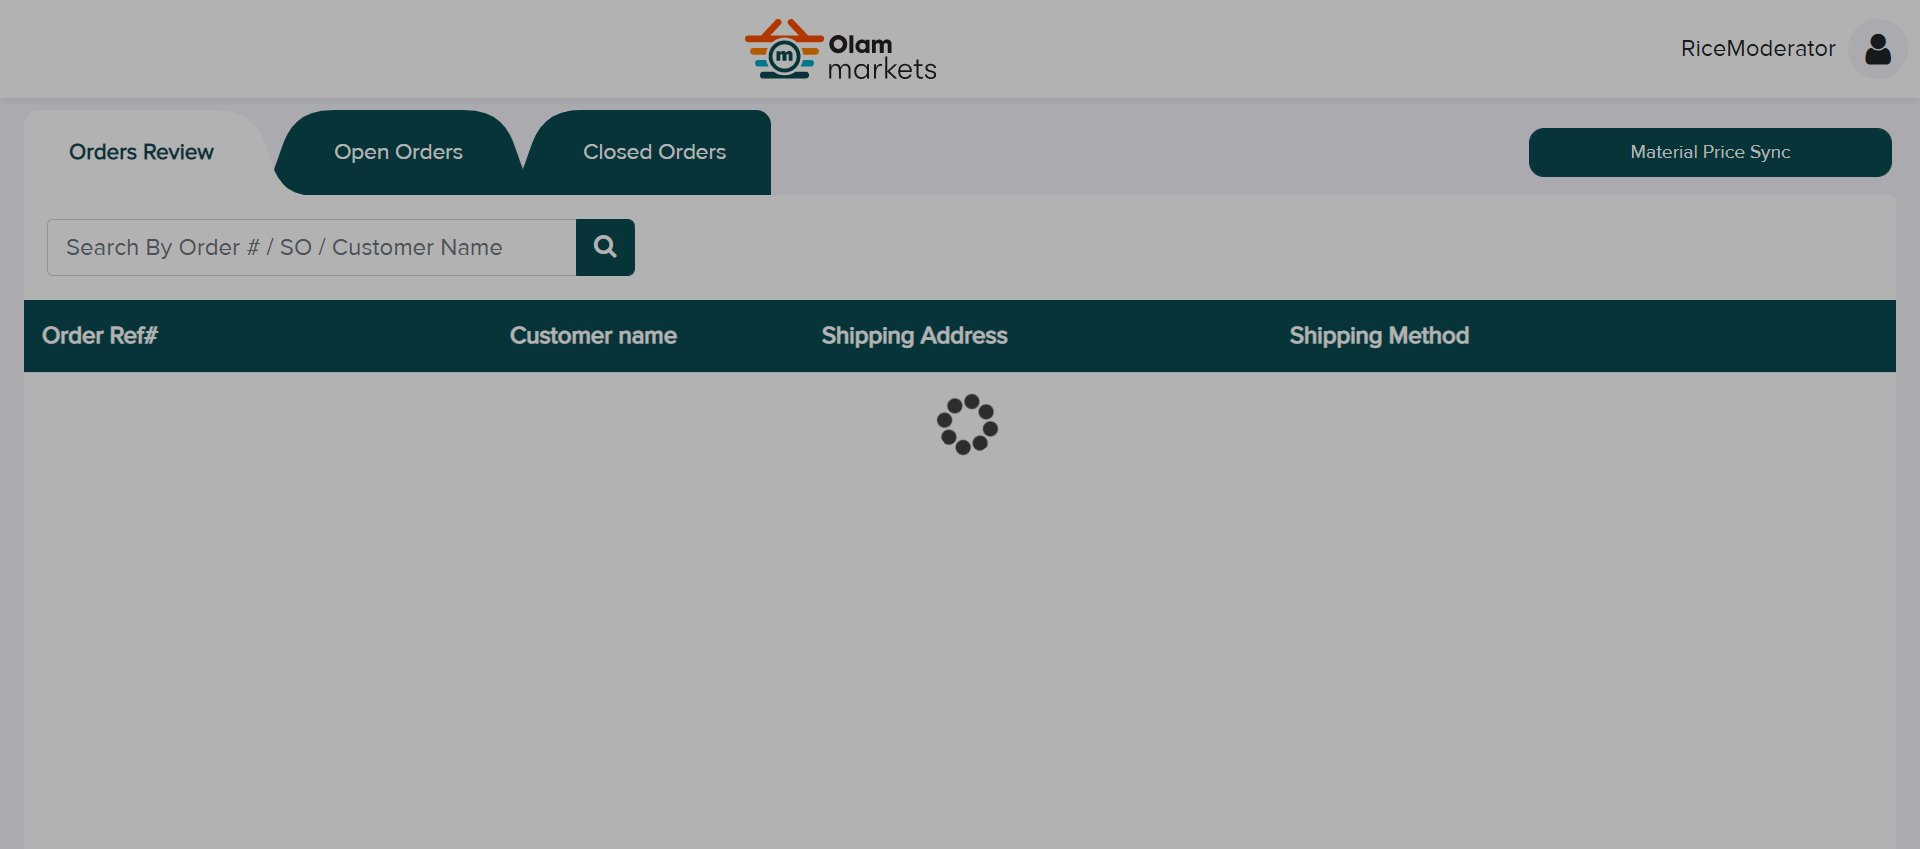 m
Olam
markets
RiceModerator
Orders Review
Open Orders
Closed Orders
Material Price Sync
Search By Order # / SO / Customer Name
Order Ref#
Customer name
Shipping Address
Shipping Method